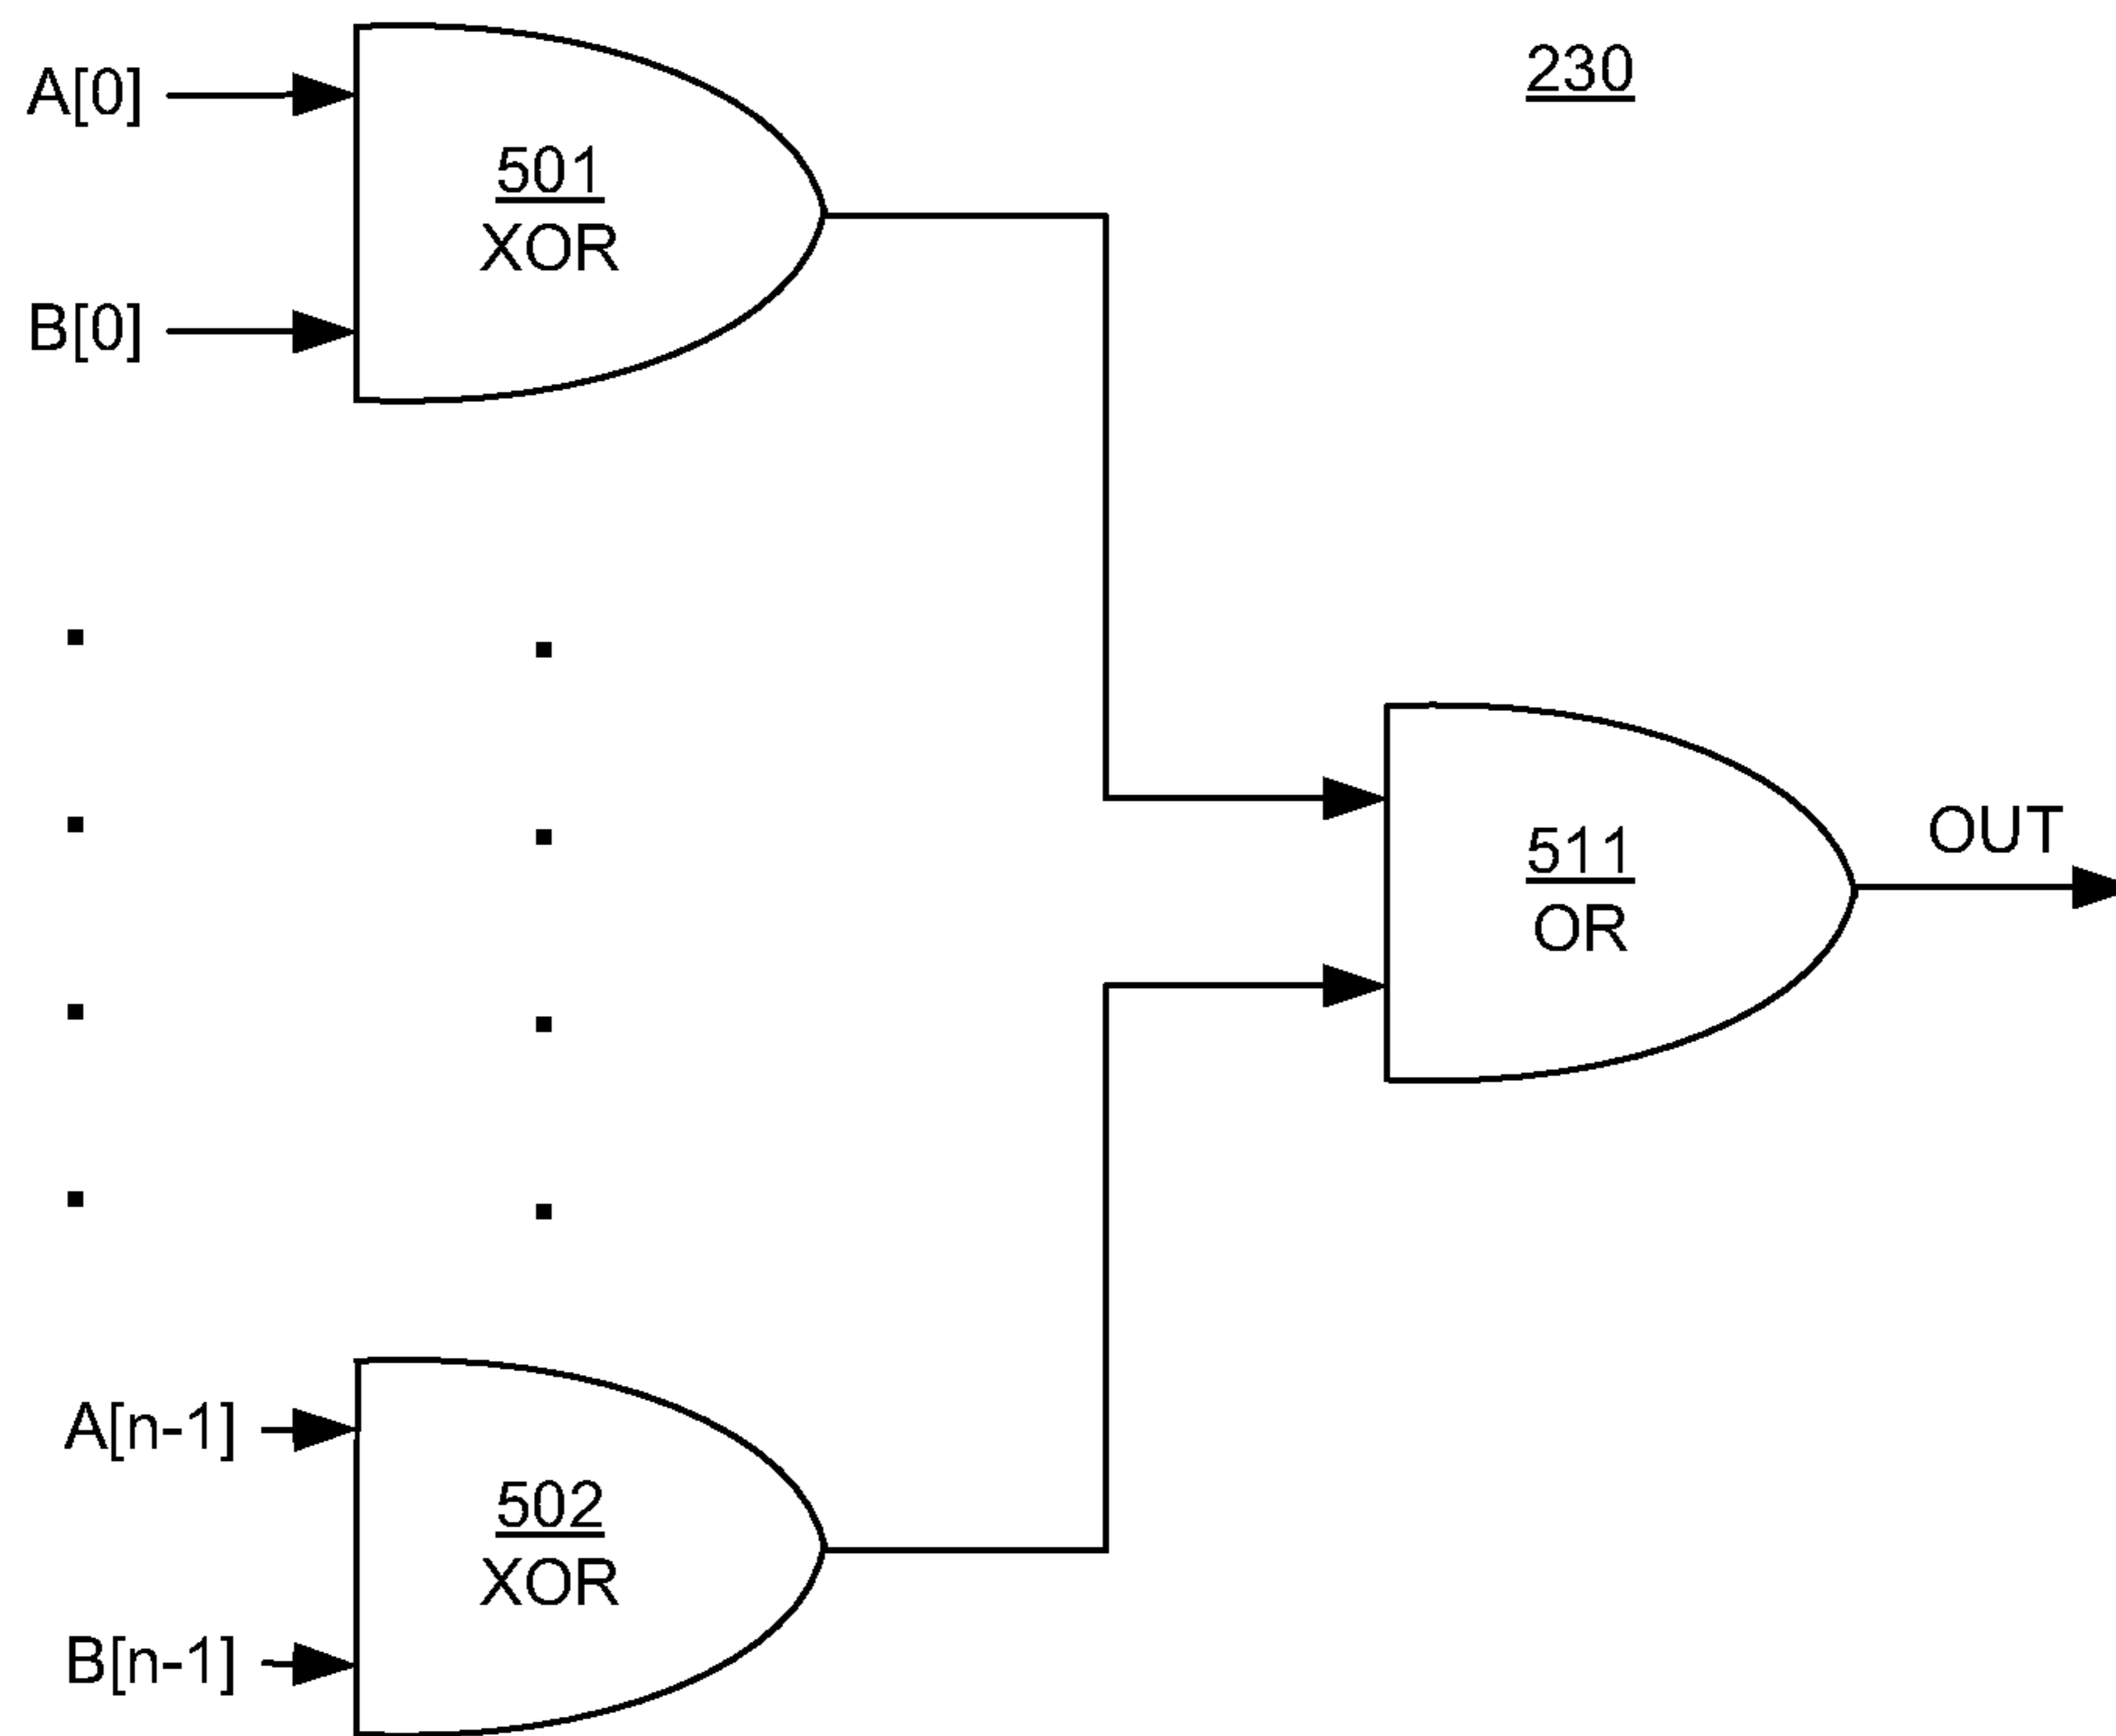 230
A[0]
501
XOR
B[0]
OUT
511
OR
A[n-1]
502
XOR
B[n-1]